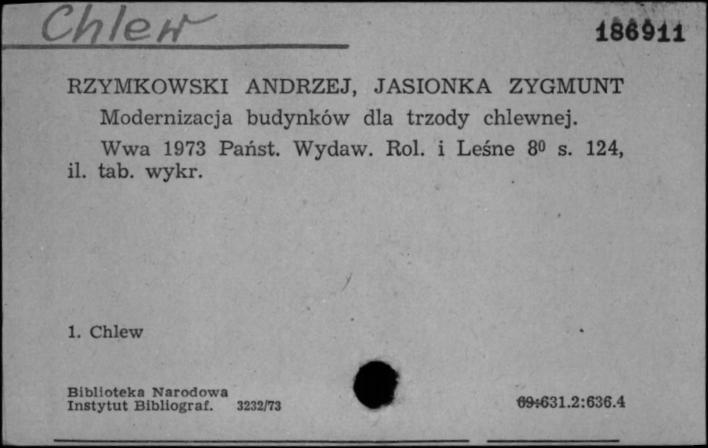 Chlew
186911
RZYMKOWSKI ANDRZEJ, JASIONKA ZYGMUNT
Modernizacja budynków dla trzody chlewnej.
Wwa 1973 Państ. Wydaw. Rol. i Leśne 8⁰ s. 124,
il. tab. wykr.
1. Chlew
Biblioteka Narodowa
Instytut Bibliograf. 3232/73
69:631.2:636.4